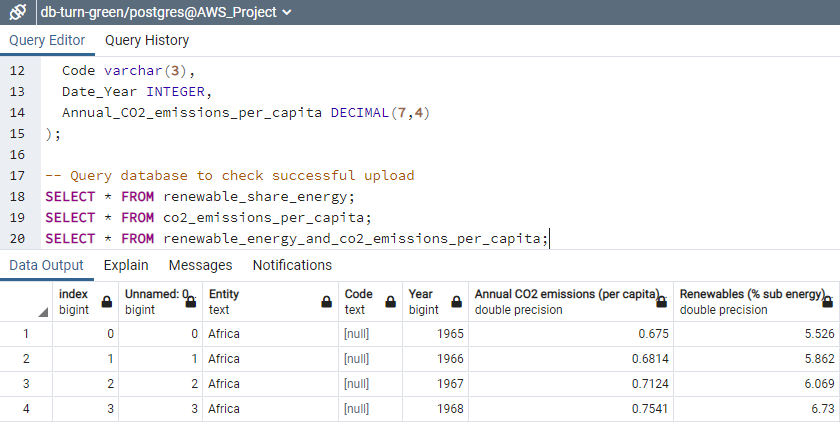 db-turn-green/postgres@AWS_Project
Query Editor Query History
12 Code varchar(3),
13 Date_Year INTEGER,
14 Annual_CO2_emissions_per_capita DECIMAL(7,4)
15 );
16
17 -- Query database to check successful upload
18 SELECT * FROM renewable_share_energy;
19 SELECT * FROM co2_emissions_per_capita;
20 SELECT * FROM renewable_energy_and_co2_emissions_per_capita;
Data Output Explain Messages Notifications
index Unnamed: 0 Entity Code Year Annual CO2 emissions (per capita) Renewables (% sub energy)
bigint bigint text text bigint double precision double precision
1 0 0 Africa [null] 1965 0.675 5.526
2 1 1 Africa [null] 1966 0.6814 5.862
3 2 2 Africa [null] 1967 0.7124 6.069
4 3 3 Africa [null] 1968 0.7541 6.73